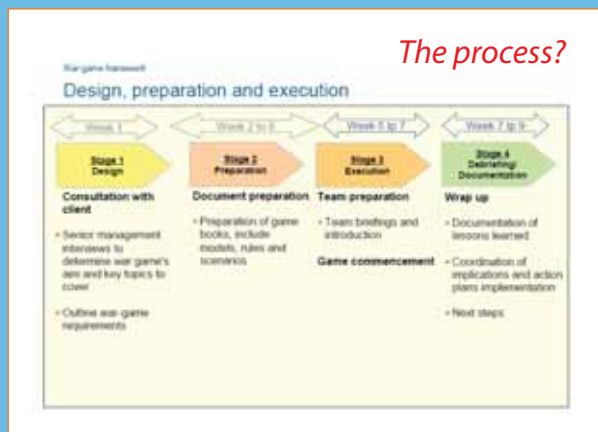 The process?
War game framework
Design, preparation and execution
Week 1
Week 2 to 6
Week 6 tp 7
Week 7 tp 9
Stage 1
Design
Stage 2
Preparation
Stage 3
Execution
Stage 4
Debriefing/
Documentation
Consultation with
client
• Senior management
interviews to
determine war game's
aim and key topics to
cover
• Outline war-game
requirements
Document preparation
• Preparation of game
books, include
models, rules and
scenarios
Team preparation
• Team briefings and
introduction
Game commencement
Wrap up
• Documentation of
lessons learned
• Coordination of
implications and action
plans implementation
• Next steps